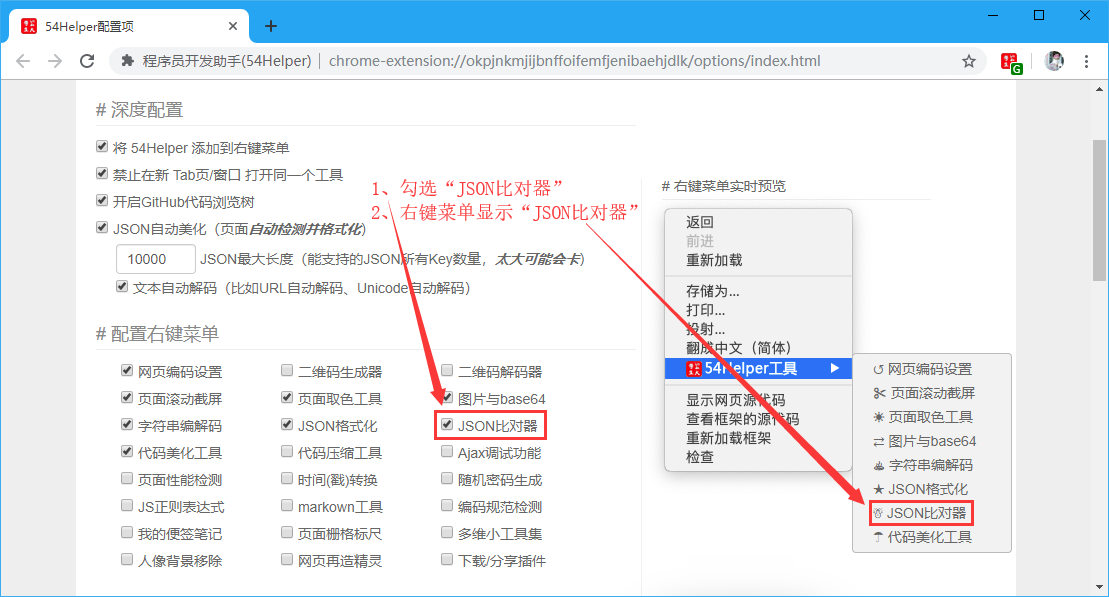 54Helper配置项
程序员开发助手(54Helper) | chrome-extension://okpjnkmjijbnffoifemfjenibaehjdlk/options/index.html
# 深度配置
将 54Helper 添加到右键菜单
禁止在新 Tab页/窗口 打开同一个工具
开启GitHub代码浏览树
JSON自动美化（页面自动检测并格式化）
10000 JSON最大长度（能支持的JSON所有Key数量，太大可能会卡）
文本自动解码（比如URL自动解码、Unicode自动解码）
1、勾选“JSON比对器”
2、右键菜单显示“JSON比对器”
# 配置右键菜单
网页编码设置 二维码生成器 二维码解码器
页面滚动截屏 页面取色工具 图片与base64
字符串编解码 JSON格式化 JSON比对器
代码美化工具 代码压缩工具 Ajax调试功能
页面性能检测 时间(戳)转换 随机密码生成
JS正则表达式 markown工具 编码规范检测
我的便签笔记 页面栅格标尺 多维小工具集
人像背景移除 网页再造精灵 下载/分享插件
# 右键菜单实时预览
返回
前进
重新加载
存储为...
打印...
投射...
翻成中文（简体）
54Helper工具
显示网页源代码
查看框架的源代码
重新加载框架
检查
网页编码设置
页面滚动截屏
页面取色工具
图片与base64
字符串编解码
JSON格式化
JSON比对器
代码美化工具